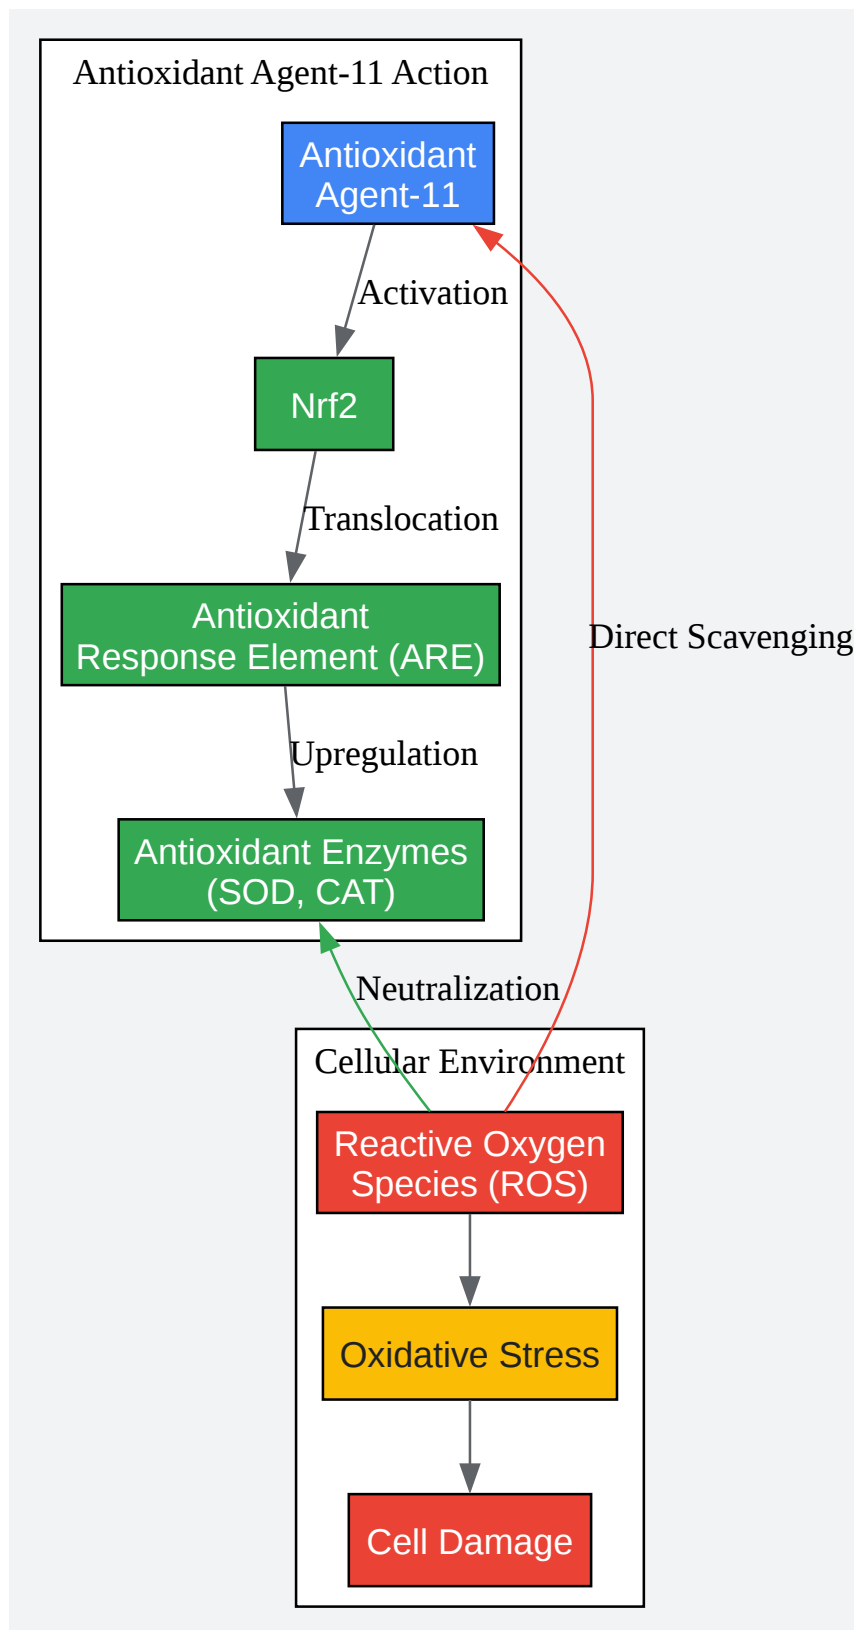 Antioxidant Agent-11 Action
Antioxidant
Agent-11
Activation
Nrf2
Translocation
Antioxidant
Response Element (ARE)
Direct Scavenging
Upregulation
Antioxidant Enzymes
(SOD, CAT)
Neutralization
Cellular Environment
Reactive Oxygen
Species (ROS)
Oxidative Stress
Cell Damage